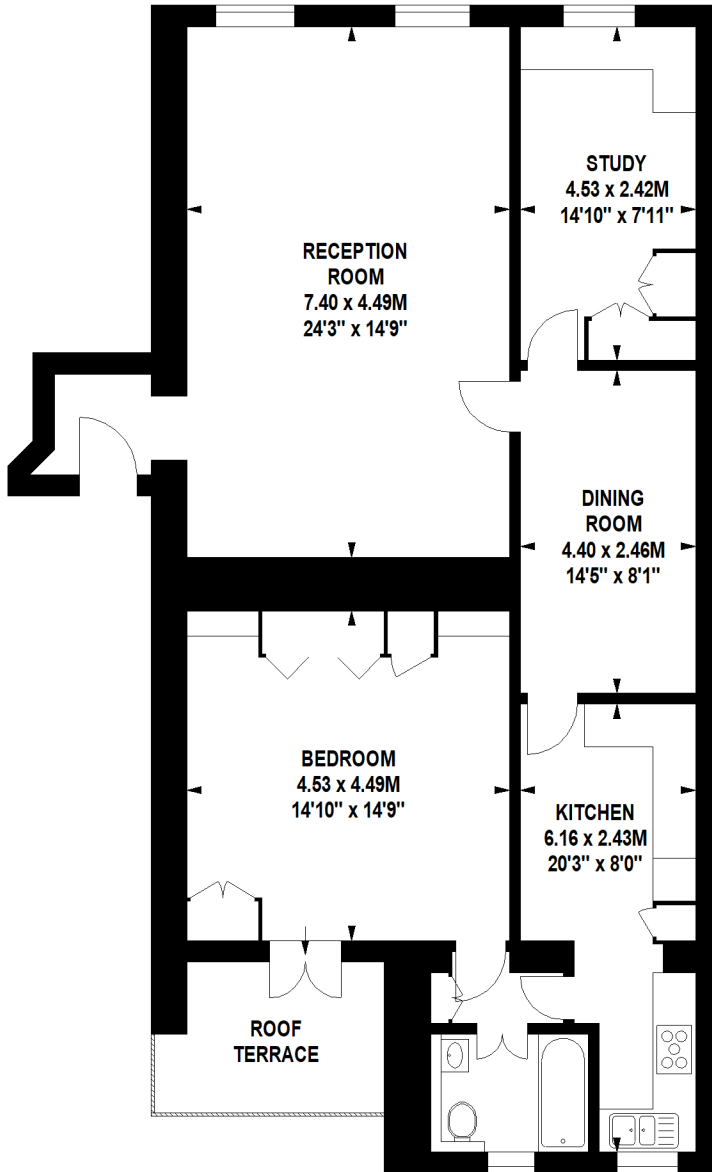 STUDY
4.53 x 2.42M
14'10" x 7'11"
RECEPTION
ROOM
7.40 x 4.49M
24'3" x 14'9"
DINING
ROOM
4.40 x 2.46M
14'5" x 8'1"
BEDROOM
4.53 x 4.49M
14'10" x 14'9"
KITCHEN
6.16 x 2.43M
20'3" x 8'0"
ROOF
TERRACE